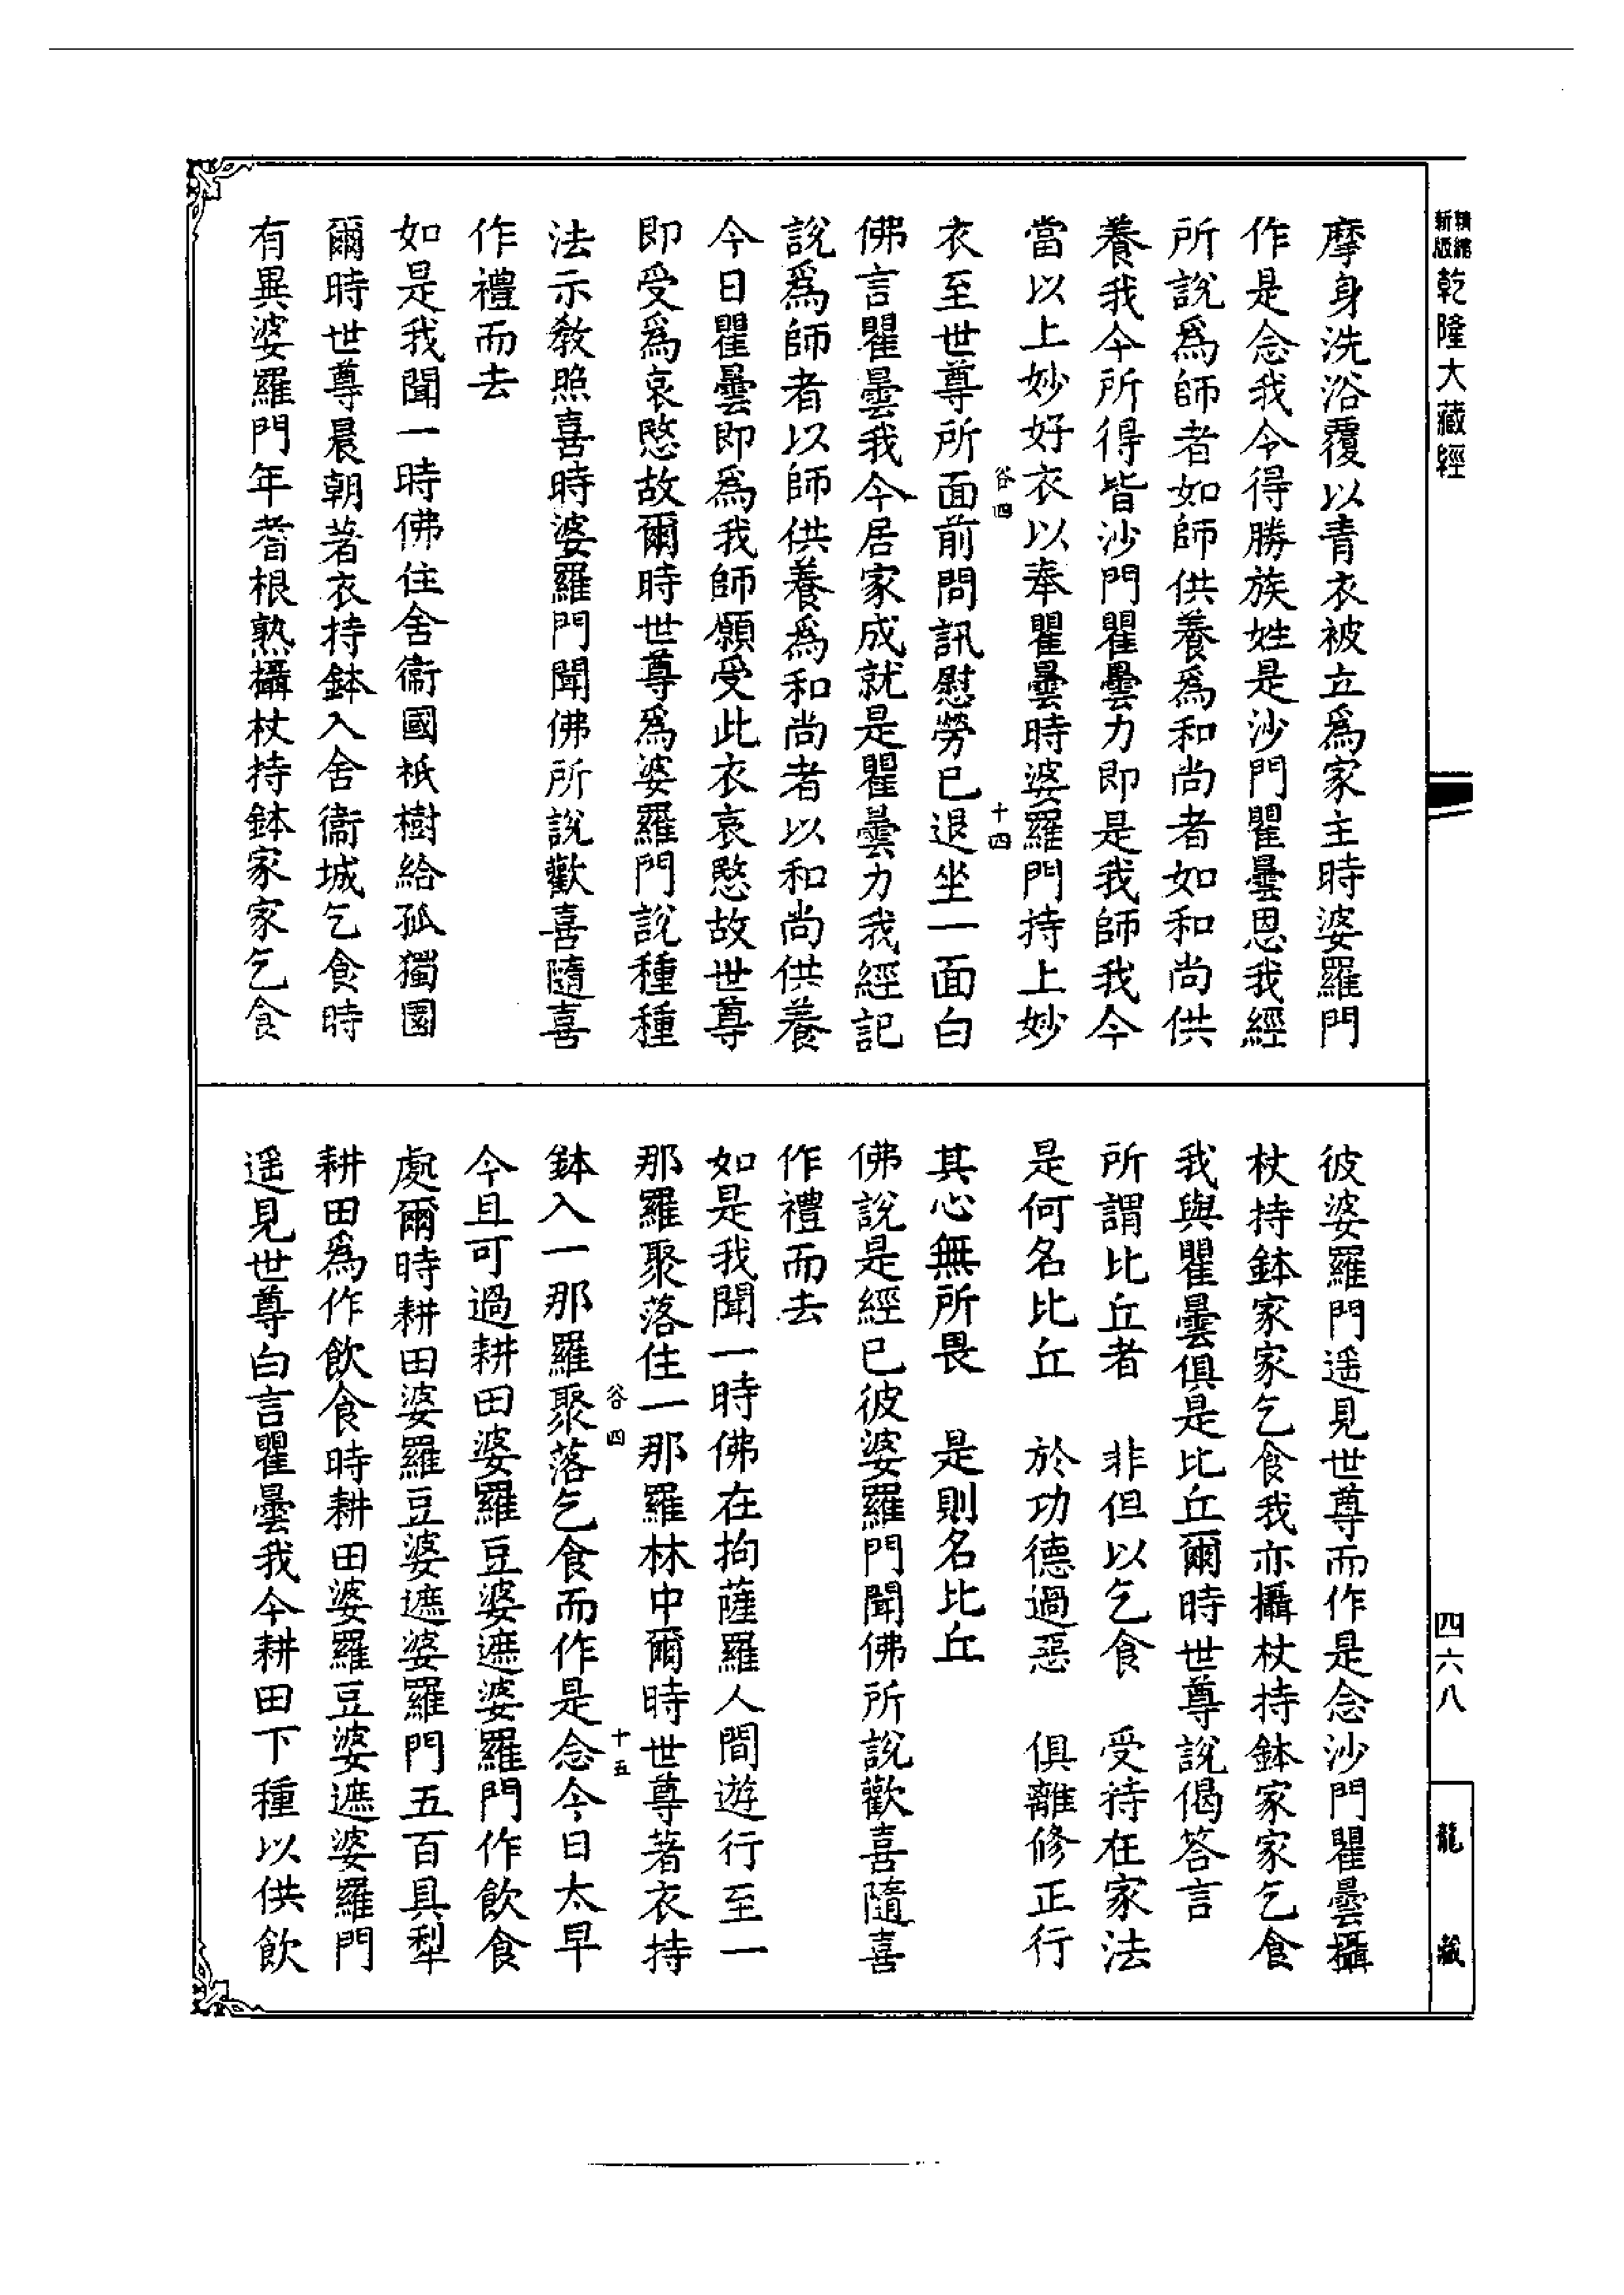 精縮
新版
乾隆大藏經
四六八
龍藏
摩身洗浴覆以青衣被立爲家主時婆羅門
作是念我今得勝族姓是沙門瞿曇恩我經
所說爲師者如師供養爲和尚者如和尚供
養我今所得皆沙門瞿曇力即是我師我今
當以上妙好衣以奉瞿曇時婆羅門持上妙
谷四
十四
衣至世尊所面前問訊慰勞已退坐一面白
佛言瞿曇我今居家成就是瞿曇力我經記
說爲師者以師供養爲和尚者以和尚供養
今日瞿曇即爲我師願受此衣哀愍故世尊
即受爲哀愍故爾時世尊爲婆羅門說種種
法示教照喜時婆羅門聞佛所說歡喜隨喜
作禮而去
如是我聞一時佛住舍衛國祇樹給孤獨園
爾時世尊晨朝著衣持鉢入舍衛城乞食時
有異婆羅門年耆根熟攝杖持鉢家家乞食
彼婆羅門遥見世尊而作是念沙門瞿曇攝
杖持鉢家家乞食我亦攝杖持鉢家家乞食
我與瞿曇俱是比丘爾時世尊說偈答言
所謂比丘者　非但以乞食　受持在家法
是何名比丘　於功德過惡　俱離修正行
其心無所畏　是則名比丘
佛說是經已彼婆羅門聞佛所說歡喜隨喜
作禮而去
如是我聞一時佛在拘薩羅人間遊行至一
那羅聚落住一那羅林中爾時世尊著衣持
谷四
十五
鉢入一那羅聚落乞食而作是念今日太早
今且可過耕田婆羅豆婆遮婆羅門作飲食
處爾時耕田婆羅豆婆遮婆羅門五百具犁
耕田爲作飲食時耕田婆羅豆婆遮婆羅門
遥見世尊白言瞿曇我今耕田下種以供飲